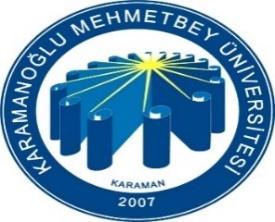 KARAMANOĞLU MEHMETBEY ÜNİVERSİTESİ
KARAMAN
2007